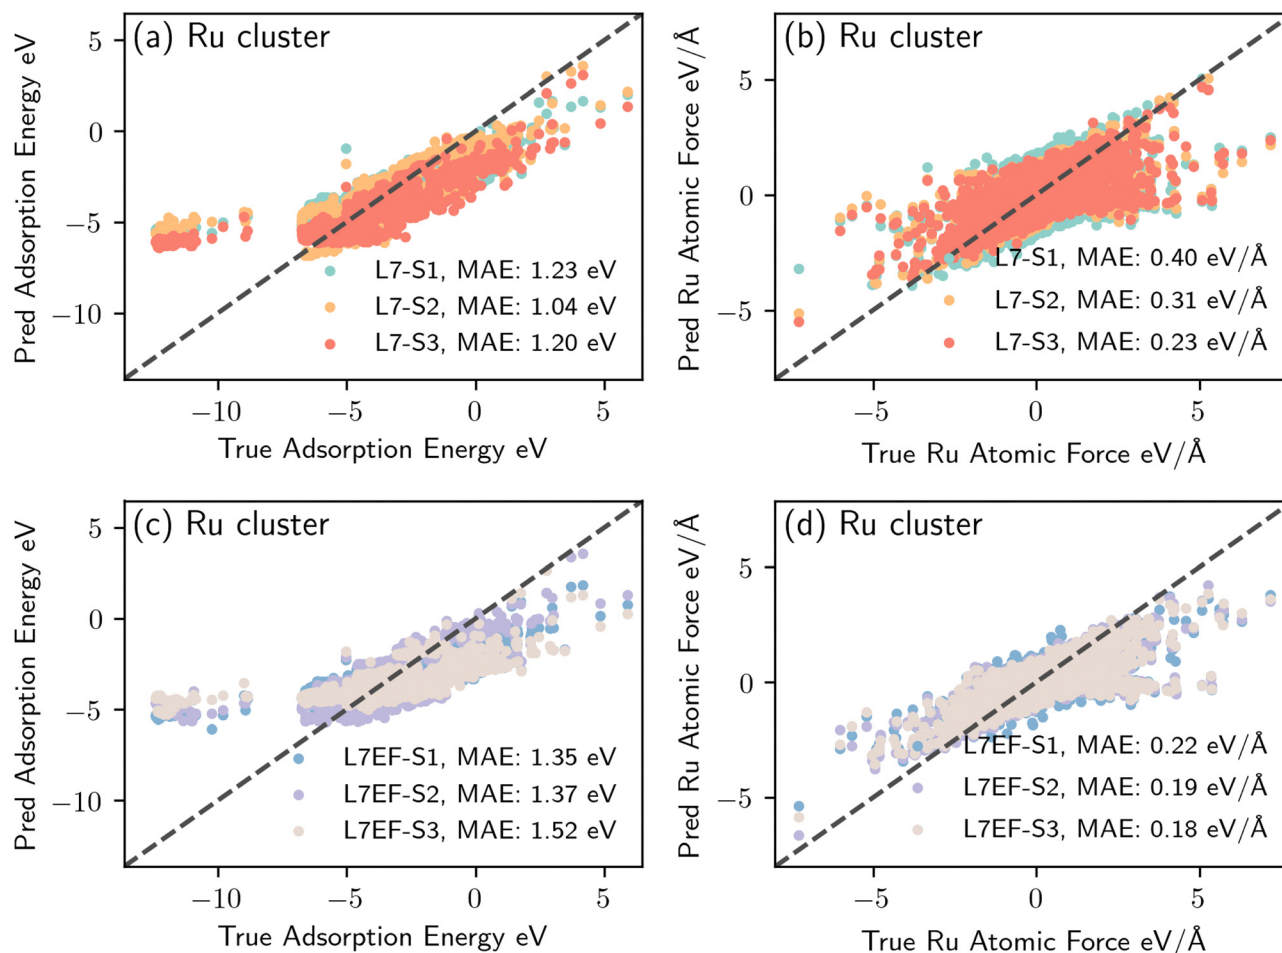 (a) Ru cluster
Pred Adsorption Energy eV
5
0
−5
−10
L7-S1, MAE: 1.23 eV
L7-S2, MAE: 1.04 eV
L7-S3, MAE: 1.20 eV
−10
−5
0
5
True Adsorption Energy eV
(b) Ru cluster
Pred Ru Atomic Force eV/Å
5
0
−5
L7-S1, MAE: 0.40 eV/Å
L7-S2, MAE: 0.31 eV/Å
L7-S3, MAE: 0.23 eV/Å
−5
0
5
True Ru Atomic Force eV/Å
(c) Ru cluster
Pred Adsorption Energy eV
5
0
−5
−10
L7EF-S1, MAE: 1.35 eV
L7EF-S2, MAE: 1.37 eV
L7EF-S3, MAE: 1.52 eV
−10
−5
0
5
True Adsorption Energy eV
(d) Ru cluster
Pred Ru Atomic Force eV/Å
5
0
−5
L7EF-S1, MAE: 0.22 eV/Å
L7EF-S2, MAE: 0.19 eV/Å
L7EF-S3, MAE: 0.18 eV/Å
−5
0
5
True Ru Atomic Force eV/Å